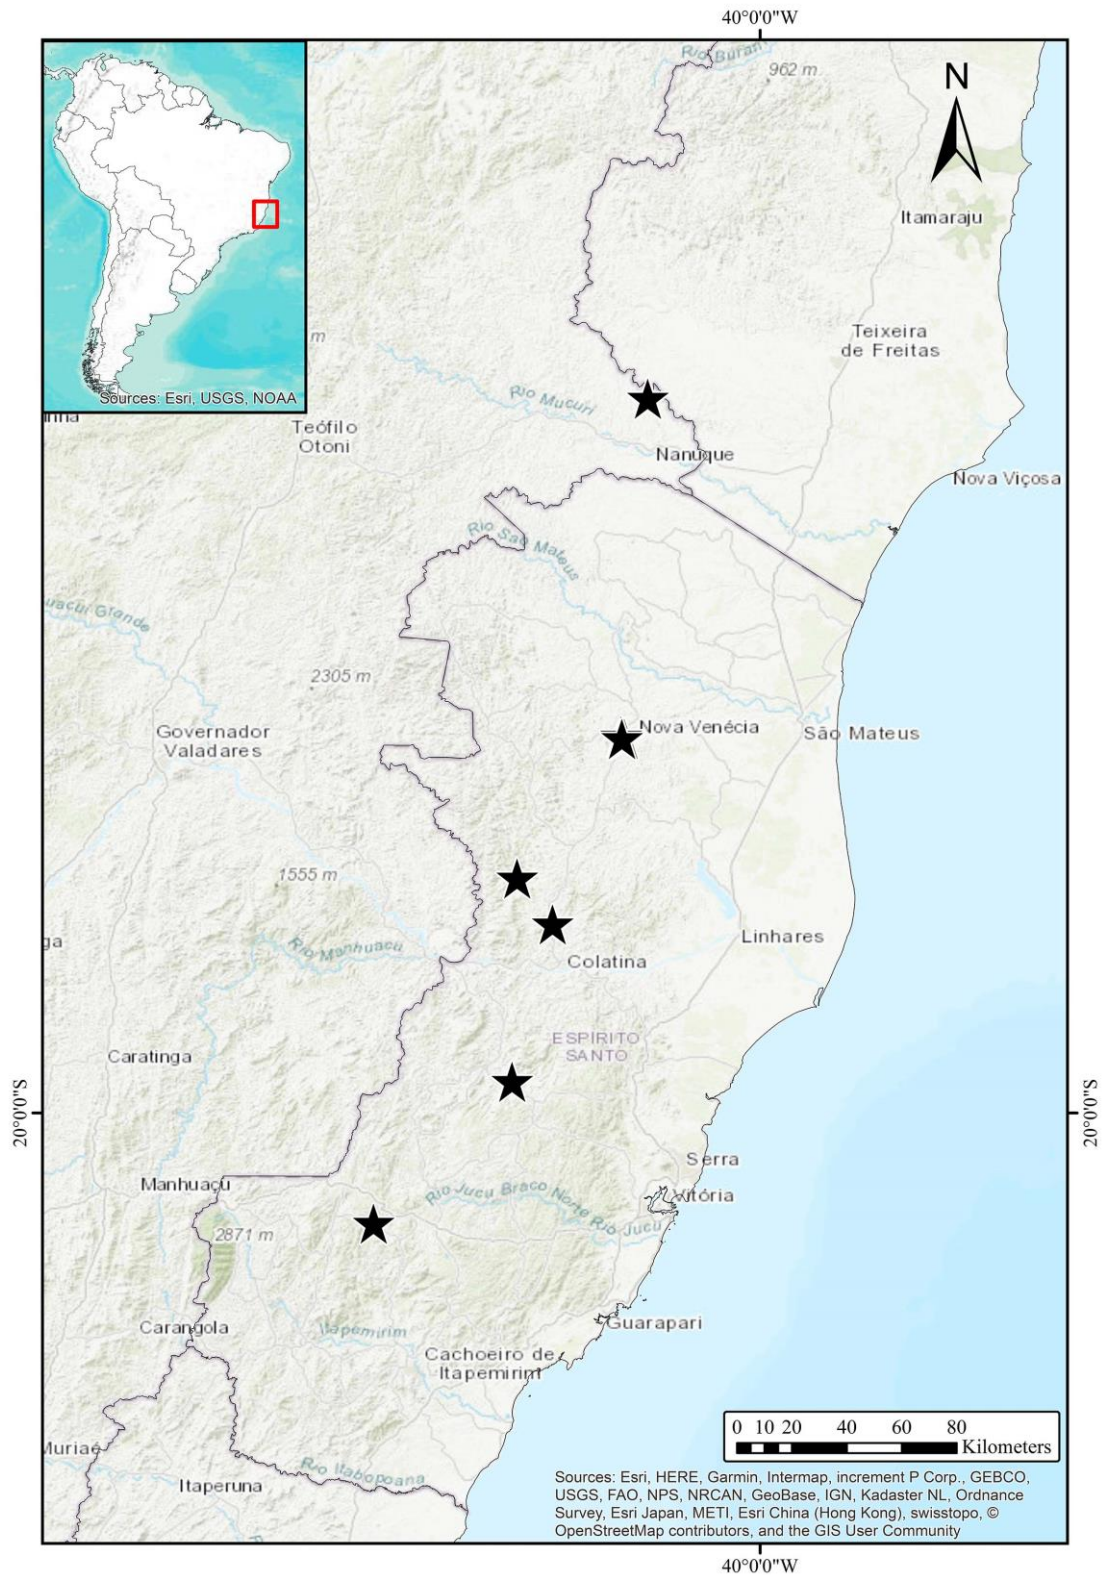 40°0'0"W
Rio Buran
962 m
N
Itamaraju
Sources: Esri, USGS, NOAA
m
Teixeira
de Freitas
Rio Mucuri
Teófilo
Otoni
Nanuque
Nova Viçosa
Rio São Mateus
uacui Grande
2305 m
Governador
Valadares
Nova Venécia
São Mateus
1555 m
Rio Manhuacu
ga
Linhares
Colatina
ESPIRITO
SANTO
Caratinga
20°0'0"S
20°0'0"S
Serra
Manhuaçu
Vitória
Rio Jucu Braco Norte
Rio Jucu
2871 m
Carangola
Itapemirim
Guarapari
Cachoeiro de
Itapemirim
0 10 20 40 60 80
Kilometers
Muriaé
Rio Itabopoana
Itaperuna
Sources: Esri, HERE, Garmin, Intermap, increment P Corp., GEBCO,
USGS, FAO, NPS, NRCAN, GeoBase, IGN, Kadaster NL, Ordnance
Survey, Esri Japan, METI, Esri China (Hong Kong), swisstopo, ©
OpenStreetMap contributors, and the GIS User Community
40°0'0"W